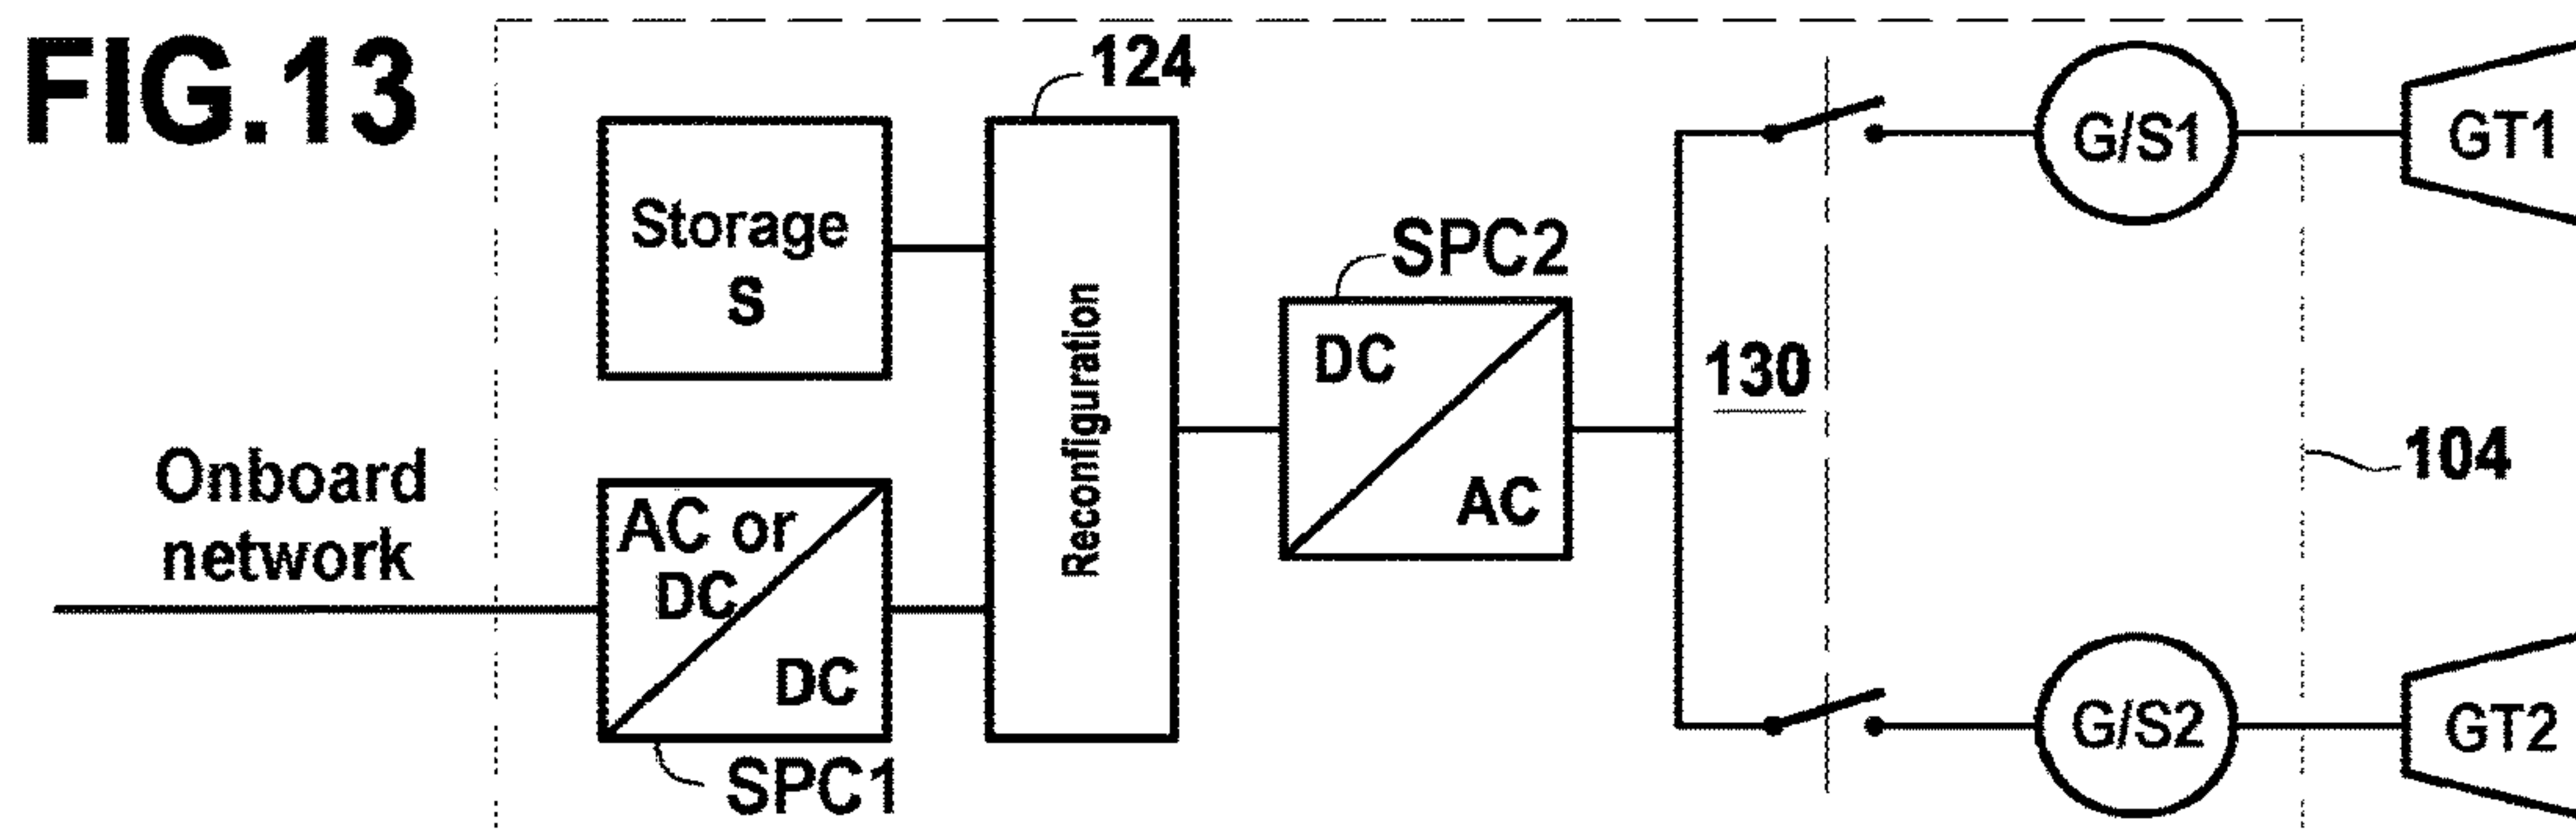 FIG.13
124
Storage
S
Reconfiguration
SPC2
DC
AC
130
G/S1
GT1
104
Onboard
network
AC or
DC
DC
SPC1
G/S2
GT2